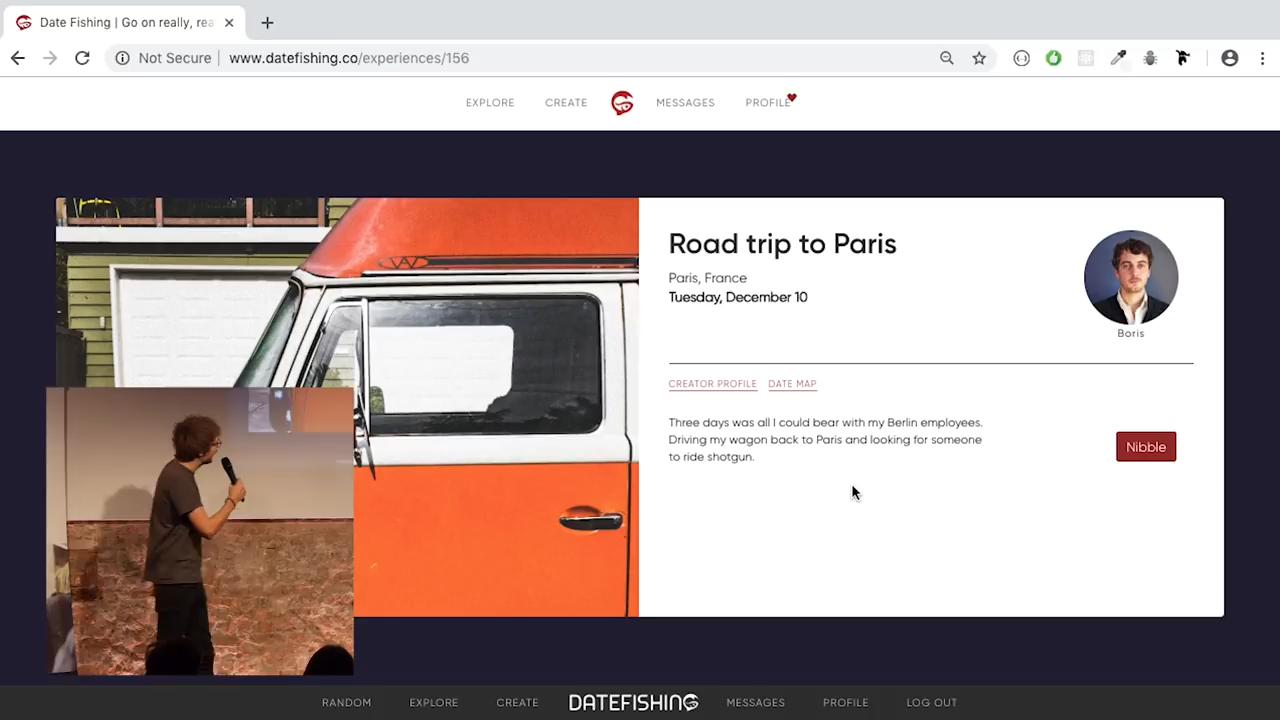 Date Fishing | Go on really, rea
Not Secure
www.datefishing.co/experiences/156
EXPLORE CREATE MESSAGES PROFILE
Road trip to Paris
Paris, France
Tuesday, December 10
Boris
CREATOR PROFILE DATE MAP
Three days was all I could bear with my Berlin employees.
Driving my wagon back to Paris and looking for someone
to ride shotgun.
Nibble
RANDOM EXPLORE CREATE DATEFISHING MESSAGES PROFILE LOG OUT